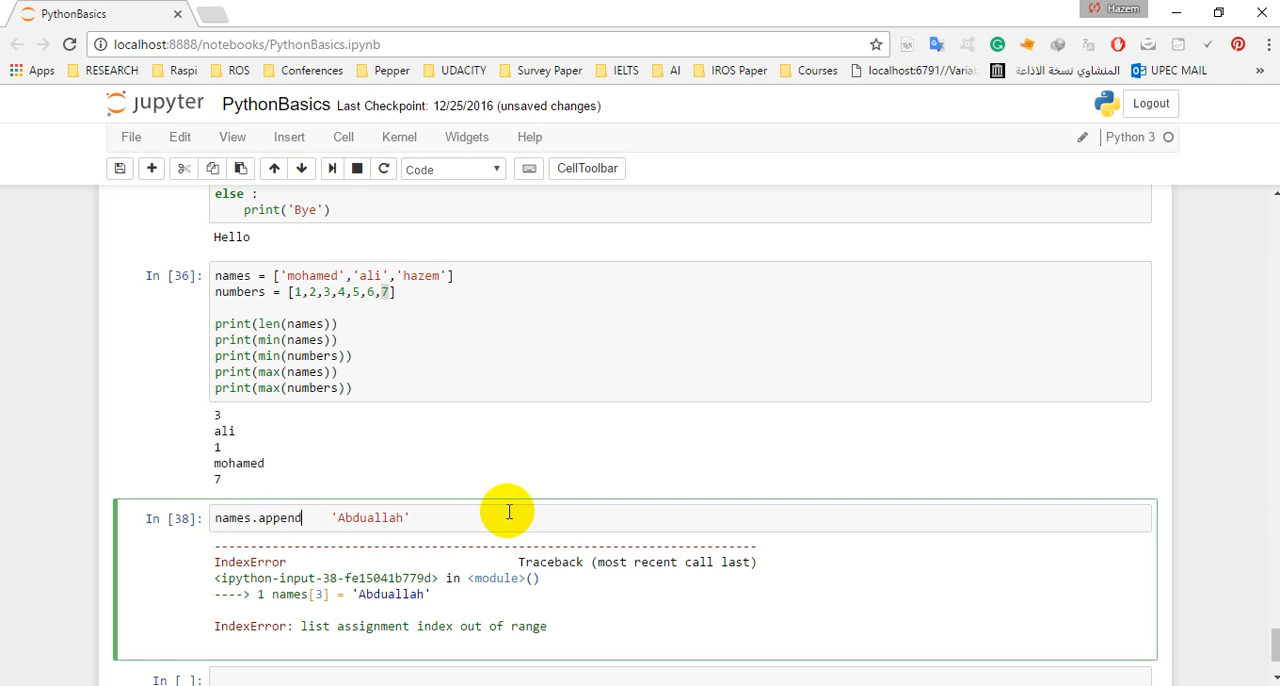 PythonBasics
Hazem
localhost:8888/notebooks/PythonBasics.ipynb
Apps RESEARCH Raspi ROS Conferences Pepper UDACITY Survey Paper IELTS AI IROS Paper Courses localhost:6791//Varial المنشاوي نسخة الاذاعة UPEC MAIL »
jupyter PythonBasics Last Checkpoint: 12/25/2016 (unsaved changes) Logout
File Edit View Insert Cell Kernel Widgets Help Python 3
Code CellToolbar
else :
print('Bye')
Hello
In [36]: names = ['mohamed','ali','hazem']
numbers = [1,2,3,4,5,6,7]
print(len(names))
print(min(names))
print(min(numbers))
print(max(names))
print(max(numbers))
3
ali
1
mohamed
7
In [38]: names.append 'Abduallah'
---------------------------------------------------------------------------
IndexError Traceback (most recent call last)
<ipython-input-38-fe15041b779d> in <module>()
----> 1 names[3] = 'Abduallah'
IndexError: list assignment index out of range
In [ ]: